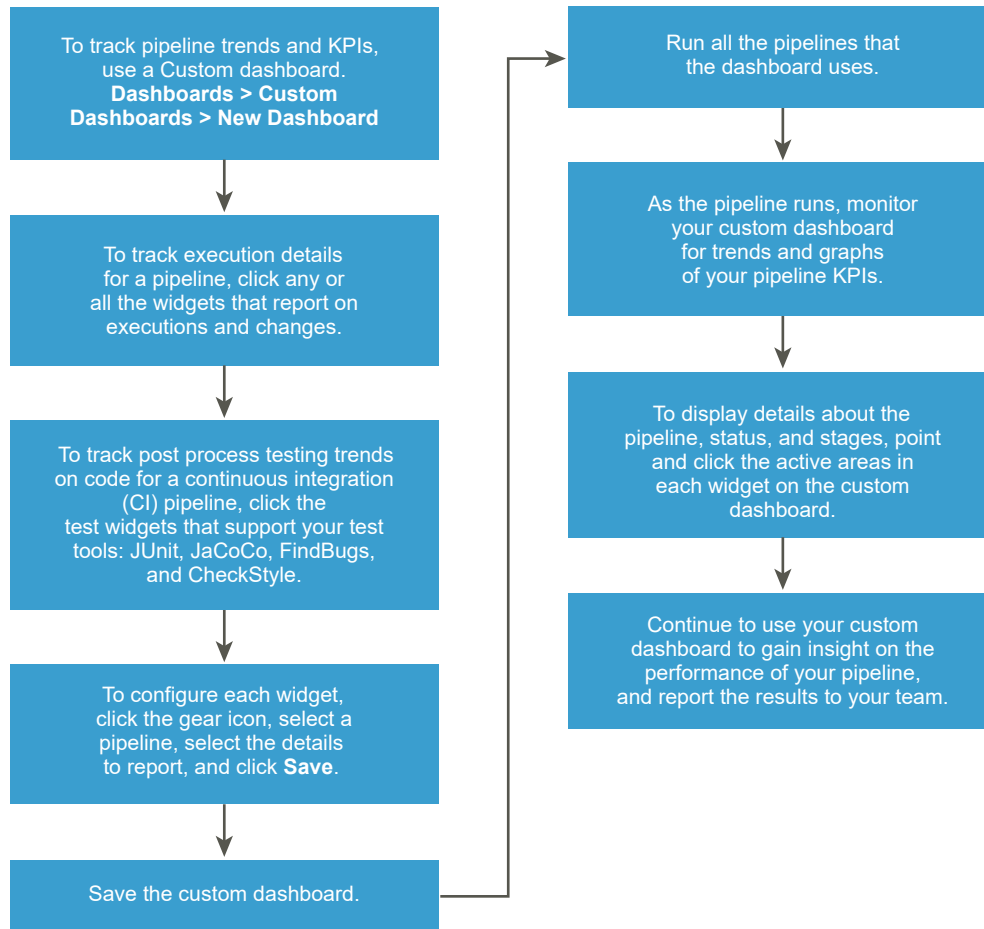 To track pipeline trends and KPIs,
use a Custom dashboard.
Dashboards > Custom
Dashboards > New Dashboard
To track execution details
for a pipeline, click any or
all the widgets that report on
executions and changes.
To track post process testing trends
on code for a continuous integration
(CI) pipeline, click the
test widgets that support your test
tools: JUnit, JaCoCo, FindBugs,
and CheckStyle.
To configure each widget,
click the gear icon, select a
pipeline, select the details
to report, and click Save.
Save the custom dashboard.
Run all the pipelines that
the dashboard uses.
As the pipeline runs, monitor
your custom dashboard
for trends and graphs
of your pipeline KPIs.
To display details about the
pipeline, status, and stages, point
and click the active areas in
each widget on the custom
dashboard.
Continue to use your custom
dashboard to gain insight on the
performance of your pipeline,
and report the results to your team.